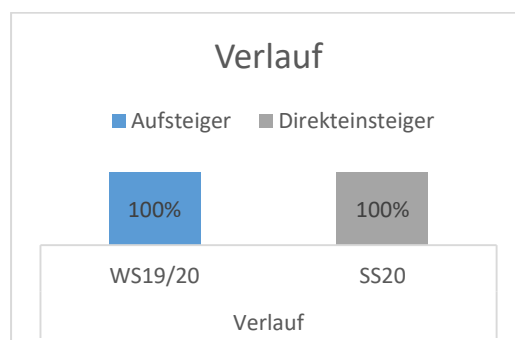 Verlauf
Aufsteiger Direkteinsteiger
100% 100%
WS19/20 SS20
Verlauf